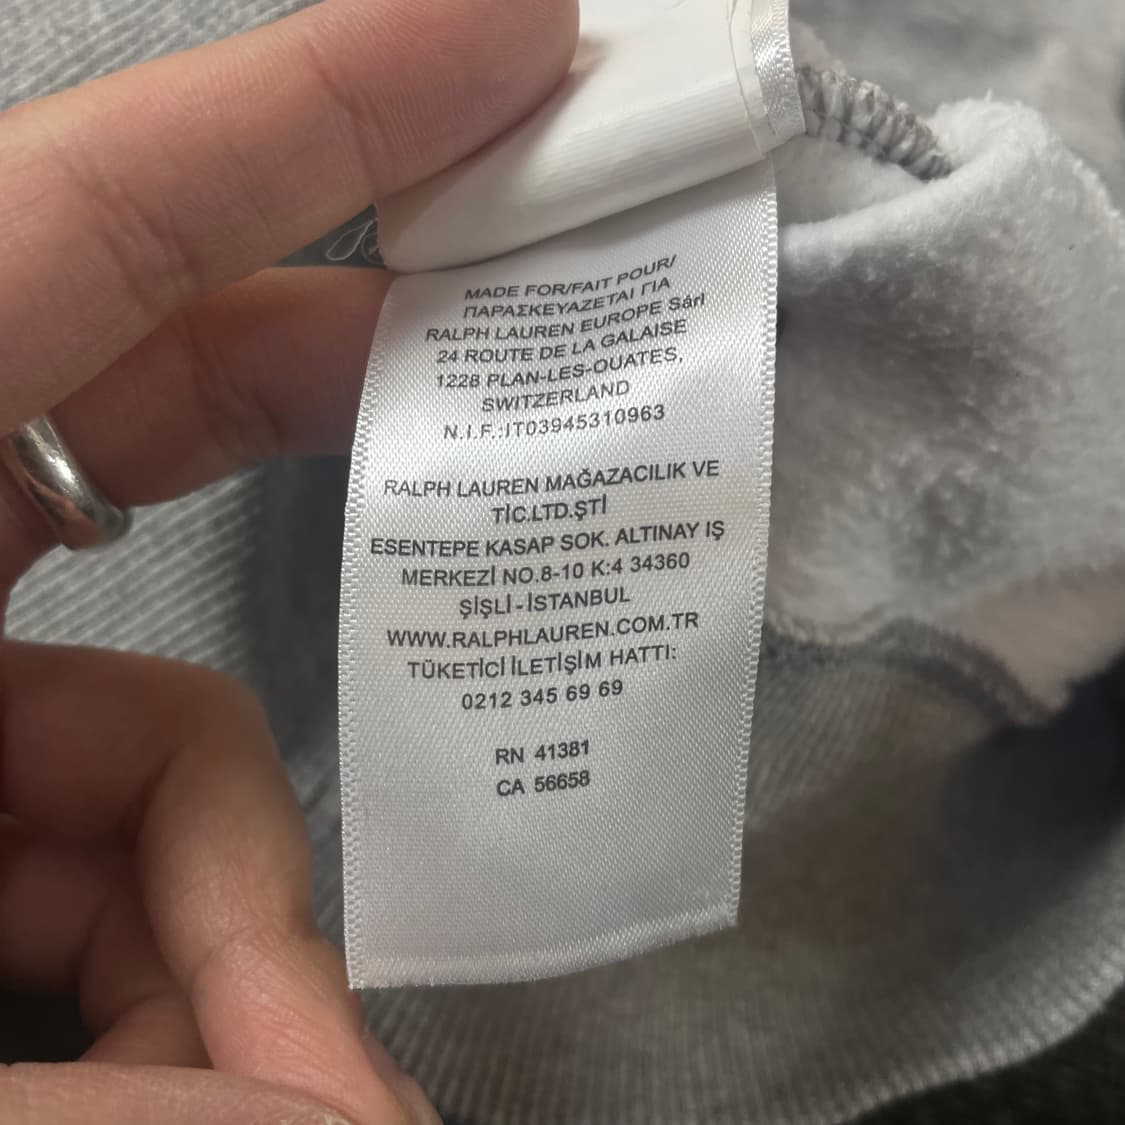 MADE FOR/FAIT POUR/
ΠΑΡΑΣΚΕΥΑΖΕΤΑΙ ΓΙΑ
RALPH LAUREN EUROPE Sàrl
24 ROUTE DE LA GALAISE
1228 PLAN-LES-OUATES,
SWITZERLAND
N.I.F.:IT03945310963
RALPH LAUREN MAĞAZACILIK VE
TİC.LTD.ŞTİ
ESENTEPE KASAP SOK. ALTINAY IŞ
MERKEZİ NO.8-10 K:4 34360
ŞİŞLİ-İSTANBUL
WWW.RALPHLAUREN.COM.TR
TÜKETİCİ İLETİŞİM HATTI:
0212 345 69 69
RN 41381
CA 56658